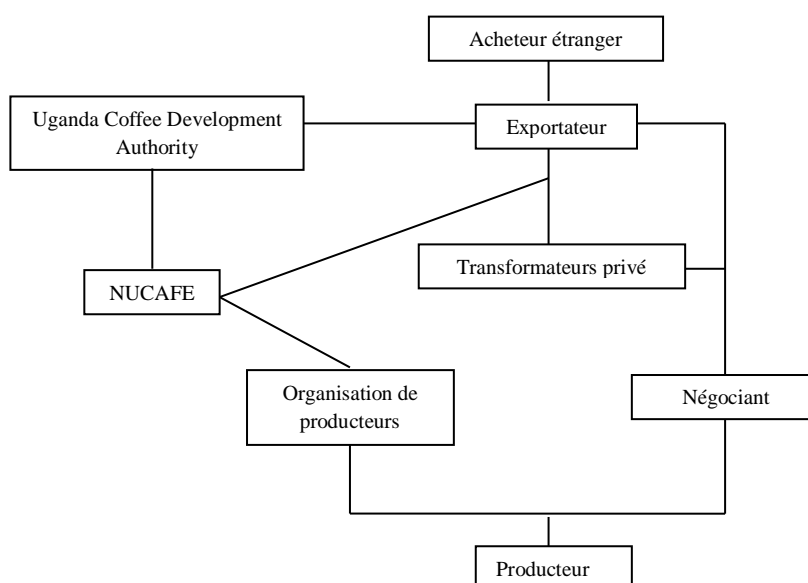 Acheteur étranger
Uganda Coffee Development
Authority
Exportateur
Transformateurs privé
NUCAFE
Organisation de
producteurs
Négociant
Producteur